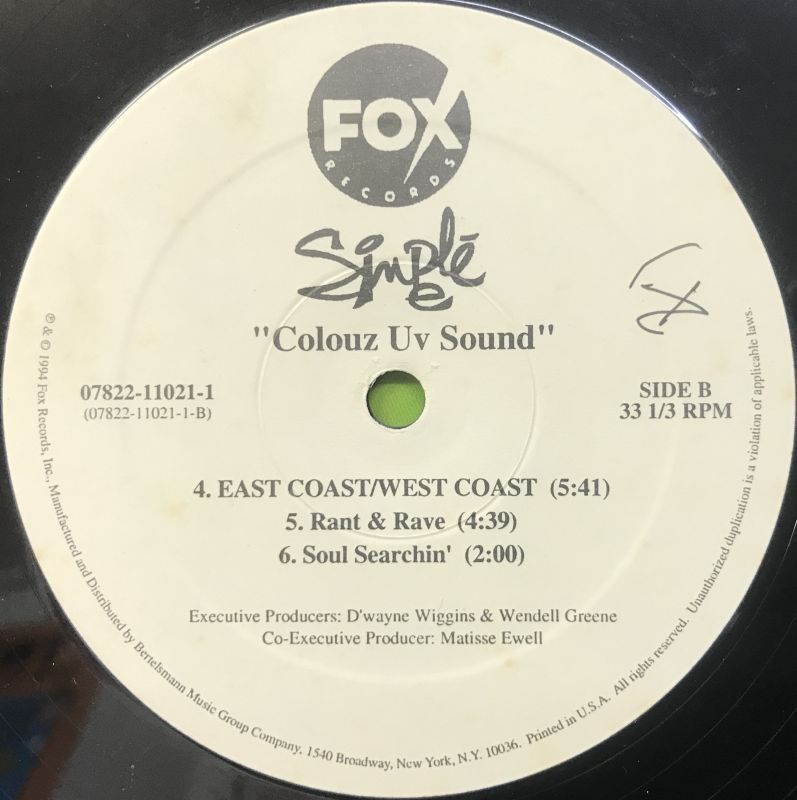 FOX
RECORDS
Simple E
"Colouz Uv Sound"
07822-11021-1
(07822-11021-1-B)
SIDE B
33 1/3 RPM
4. EAST COAST/WEST COAST (5:41)
5. Rant & Rave (4:39)
6. Soul Searchin' (2:00)
Executive Producers: D'wayne Wiggins & Wendell Greene
Co-Executive Producer: Matisse Ewell
℗ & © 1994 Fox Records, Inc., Manufactured and Distributed by Bertelsmann Music Group Company, 1540 Broadway, New York, N.Y. 10036. Printed in U.S.A. All rights reserved. Unauthorized duplication is a violation of applicable laws.